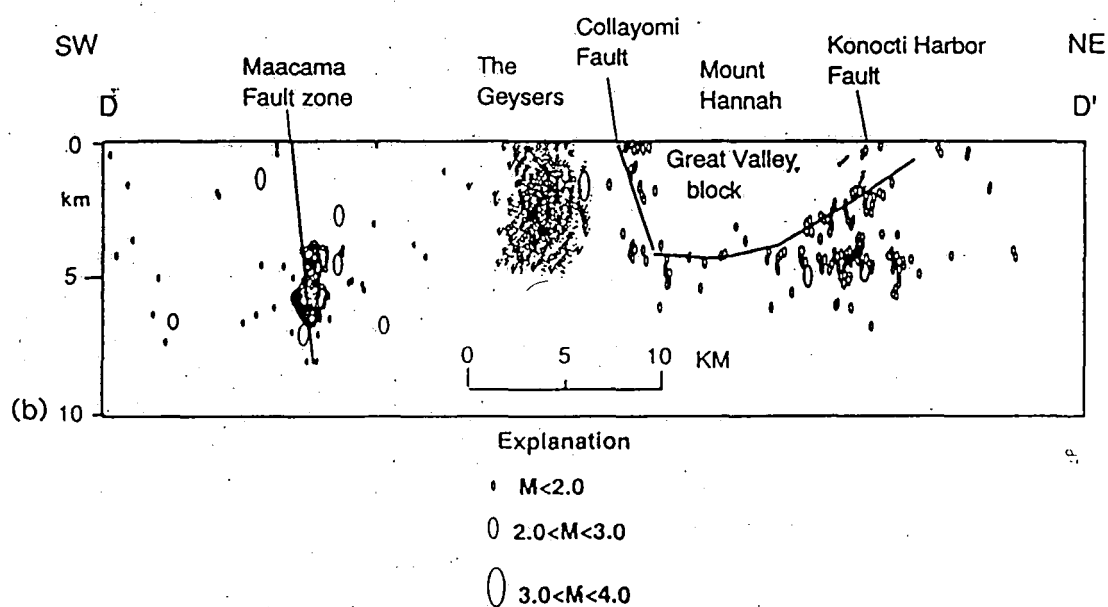 SW
NE
Maacama
Fault zone
The
Geysers
Collayomi
Fault
Mount
Hannah
Konocti Harbor
Fault
D
D'
0
km
5
10
Great Valley
block
0
5
10
KM
(b)
Explanation
M<2.0
2.0<M<3.0
3.0<M<4.0